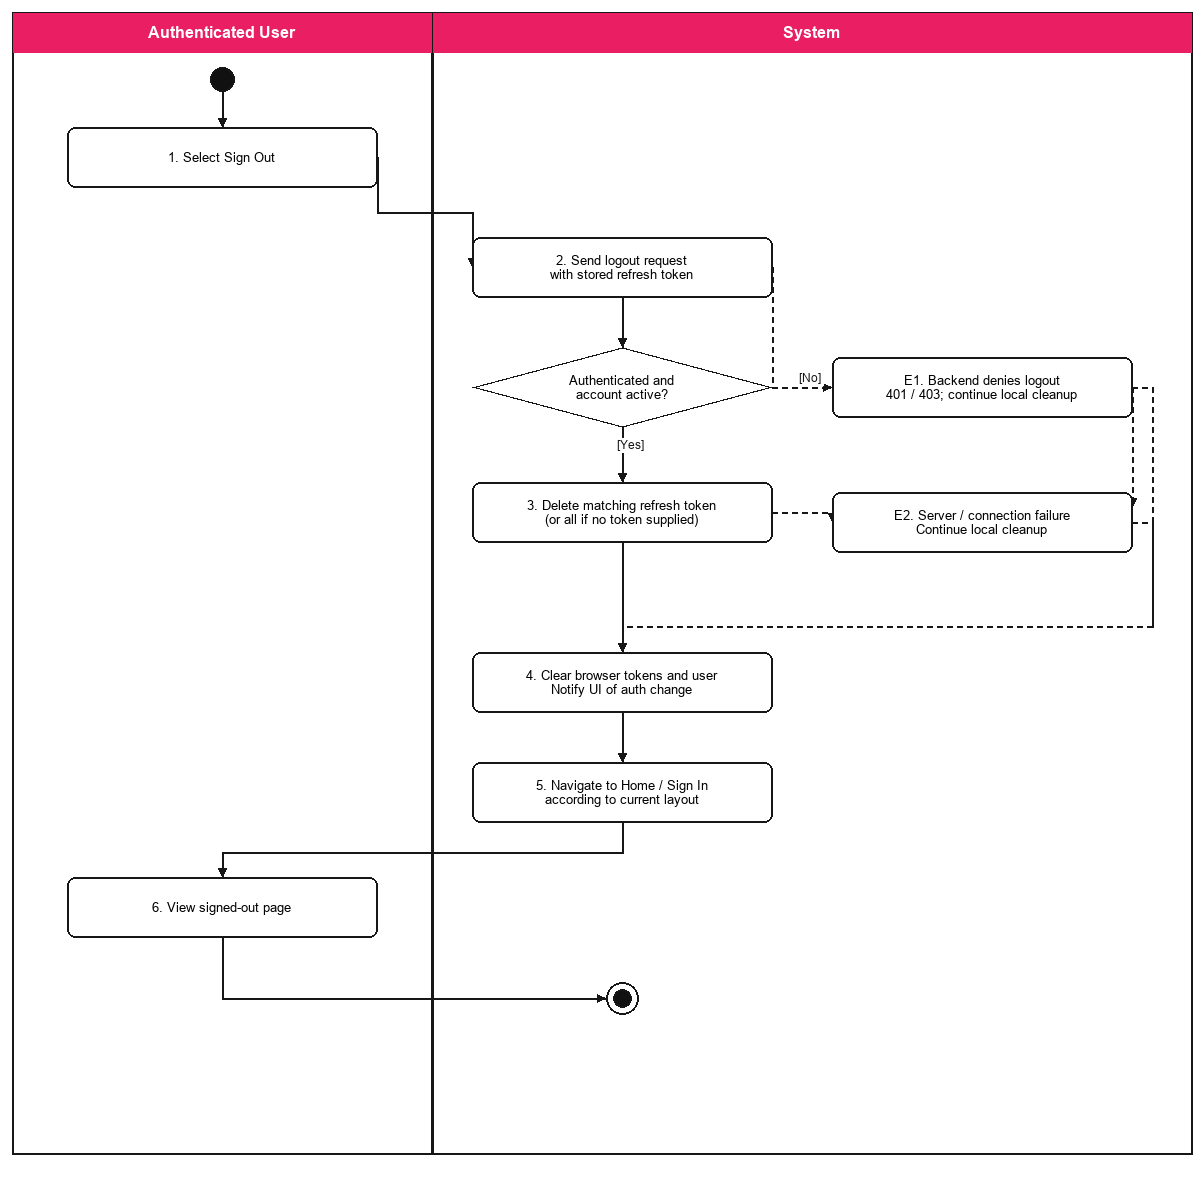 Authenticated User
System
1. Select Sign Out
2. Send logout request
with stored refresh token
Authenticated and
account active?
[No]
E1. Backend denies logout
401 / 403; continue local cleanup
[Yes]
3. Delete matching refresh token
(or all if no token supplied)
E2. Server / connection failure
Continue local cleanup
4. Clear browser tokens and user
Notify UI of auth change
5. Navigate to Home / Sign In
according to current layout
6. View signed-out page